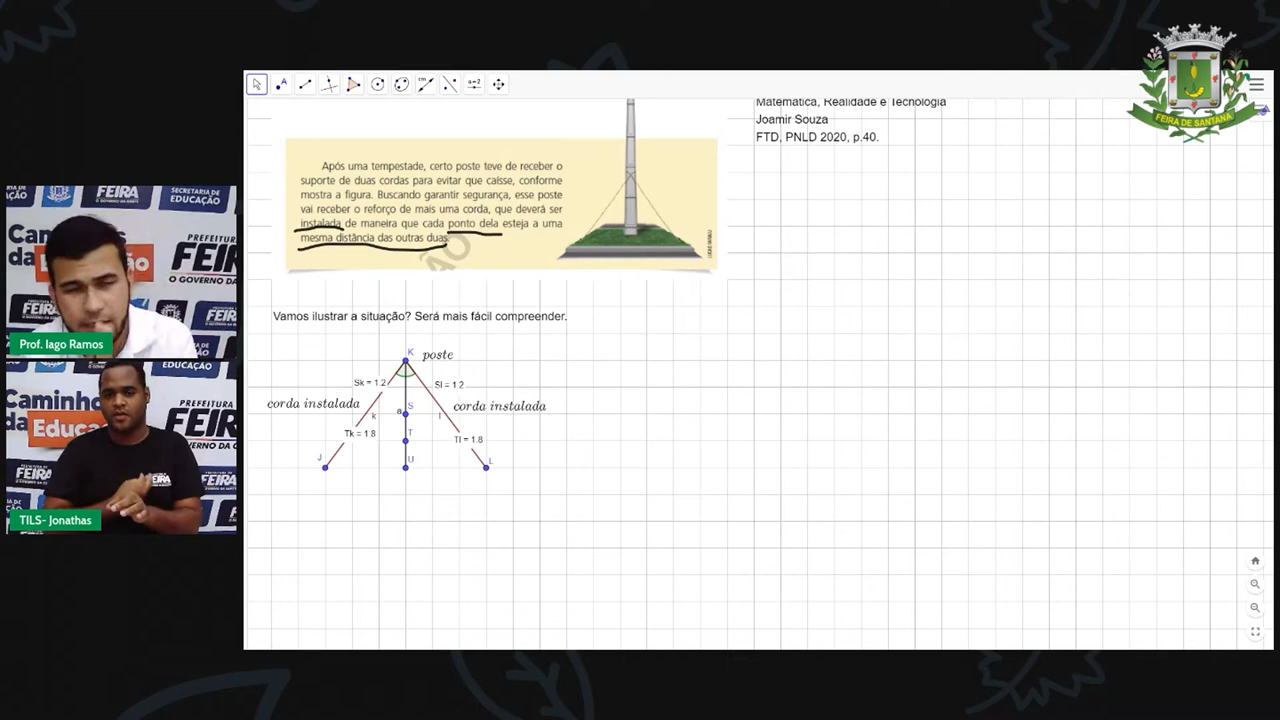 FEIRA DE SANTANA
Matemática, Realidade e Tecnologia
Joamir Souza
FTD, PNLD 2020, p.40.
Após uma tempestade, certo poste teve de receber o
suporte de duas cordas para evitar que caísse, conforme
mostra a figura. Buscando garantir segurança, esse poste
vai receber o reforço de mais uma corda, que deverá ser
instalada de maneira que cada ponto dela esteja a uma
mesma distância das outras duas.
Vamos ilustrar a situação? Será mais fácil compreender.
K
poste
Sk = 1.2
Sl = 1.2
corda instalada
S
a
corda instalada
k
l
T
Tk = 1.8
Tl = 1.8
J
U
L
FEIRA
SECRETARIA DE
EDUCAÇÃO
PREFEITURA
FEIRA
O GOVERNO DA
Prof. Iago Ramos
Caminho
da Educação
PREFEITURA
TILS- Jonathas